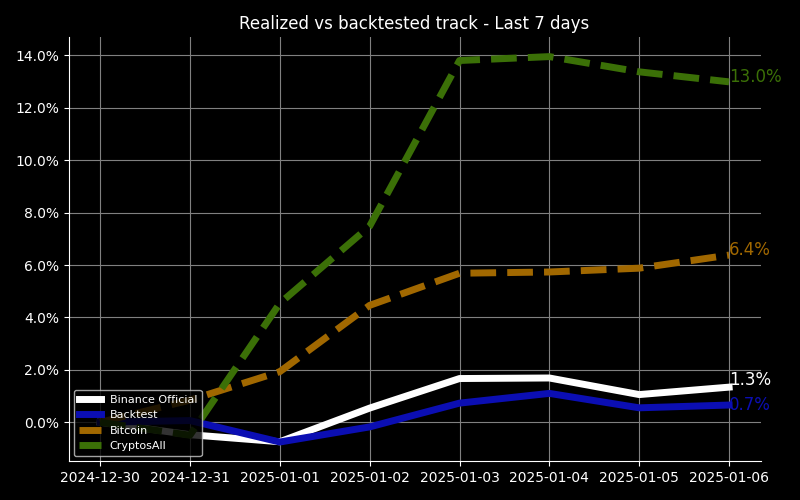 Realized vs backtested track - Last 7 days
14.0%
12.0%
10.0%
8.0%
6.0%
4.0%
2.0%
0.0%
13.0%
6.4%
1.3%
0.7%
Binance Official
Backtest
Bitcoin
CryptosAll
2024-12-30 2024-12-31 2025-01-01 2025-01-02 2025-01-03 2025-01-04 2025-01-05 2025-01-06